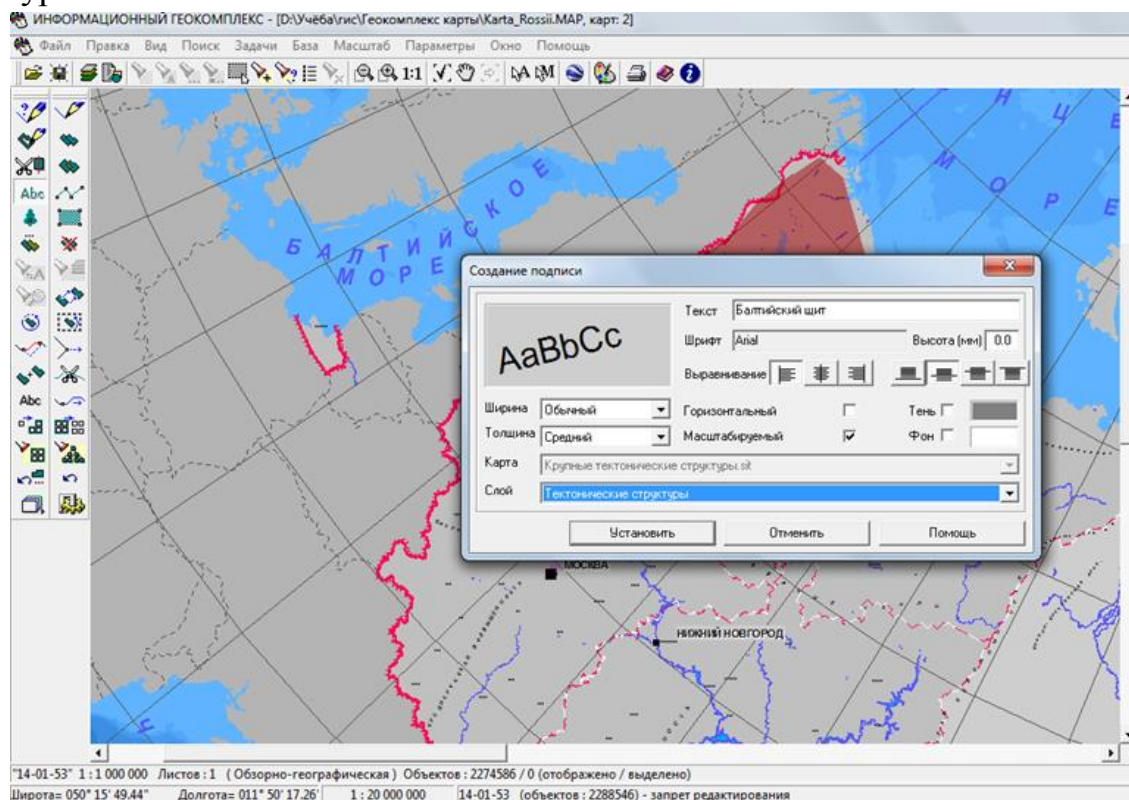 ИНФОРМАЦИОННЫЙ ГЕОКОМПЛЕКС - [D:\Учёба\гис\Геокомплекс карты\Karta_Rossii.MAP, карт: 2]
Файл Правка Вид Поиск Задачи База Масштаб Параметры Окно Помощь
1:1
Abc
Abc
БАЛТИЙСКОЕ
МОРЕ
НЦЕ
МОРЕ
Создание подписи
AaBbCc
Текст Балтийский щит
Шрифт Arial Высота (мм) 0.0
Выравнивание
Ширина Обычный Горизонтальный Тень
Толщина Средний Масштабируемый Фон
Карта Крупные тектонические структуры.sit
Слой Тектонические структуры
Установить Отменить Помощь
МОСКВА
НИЖНИЙ НОВГОРОД
"14-01-53" 1 : 1 000 000 Листов : 1 ( Обзорно-географическая ) Объектов : 2274586 / 0 (отображено / выделено)
Широта= 050° 15' 49.44" Долгота= 011° 50' 17.26" 1 : 20 000 000 14-01-53 (объектов : 2288546) - запрет редактирования